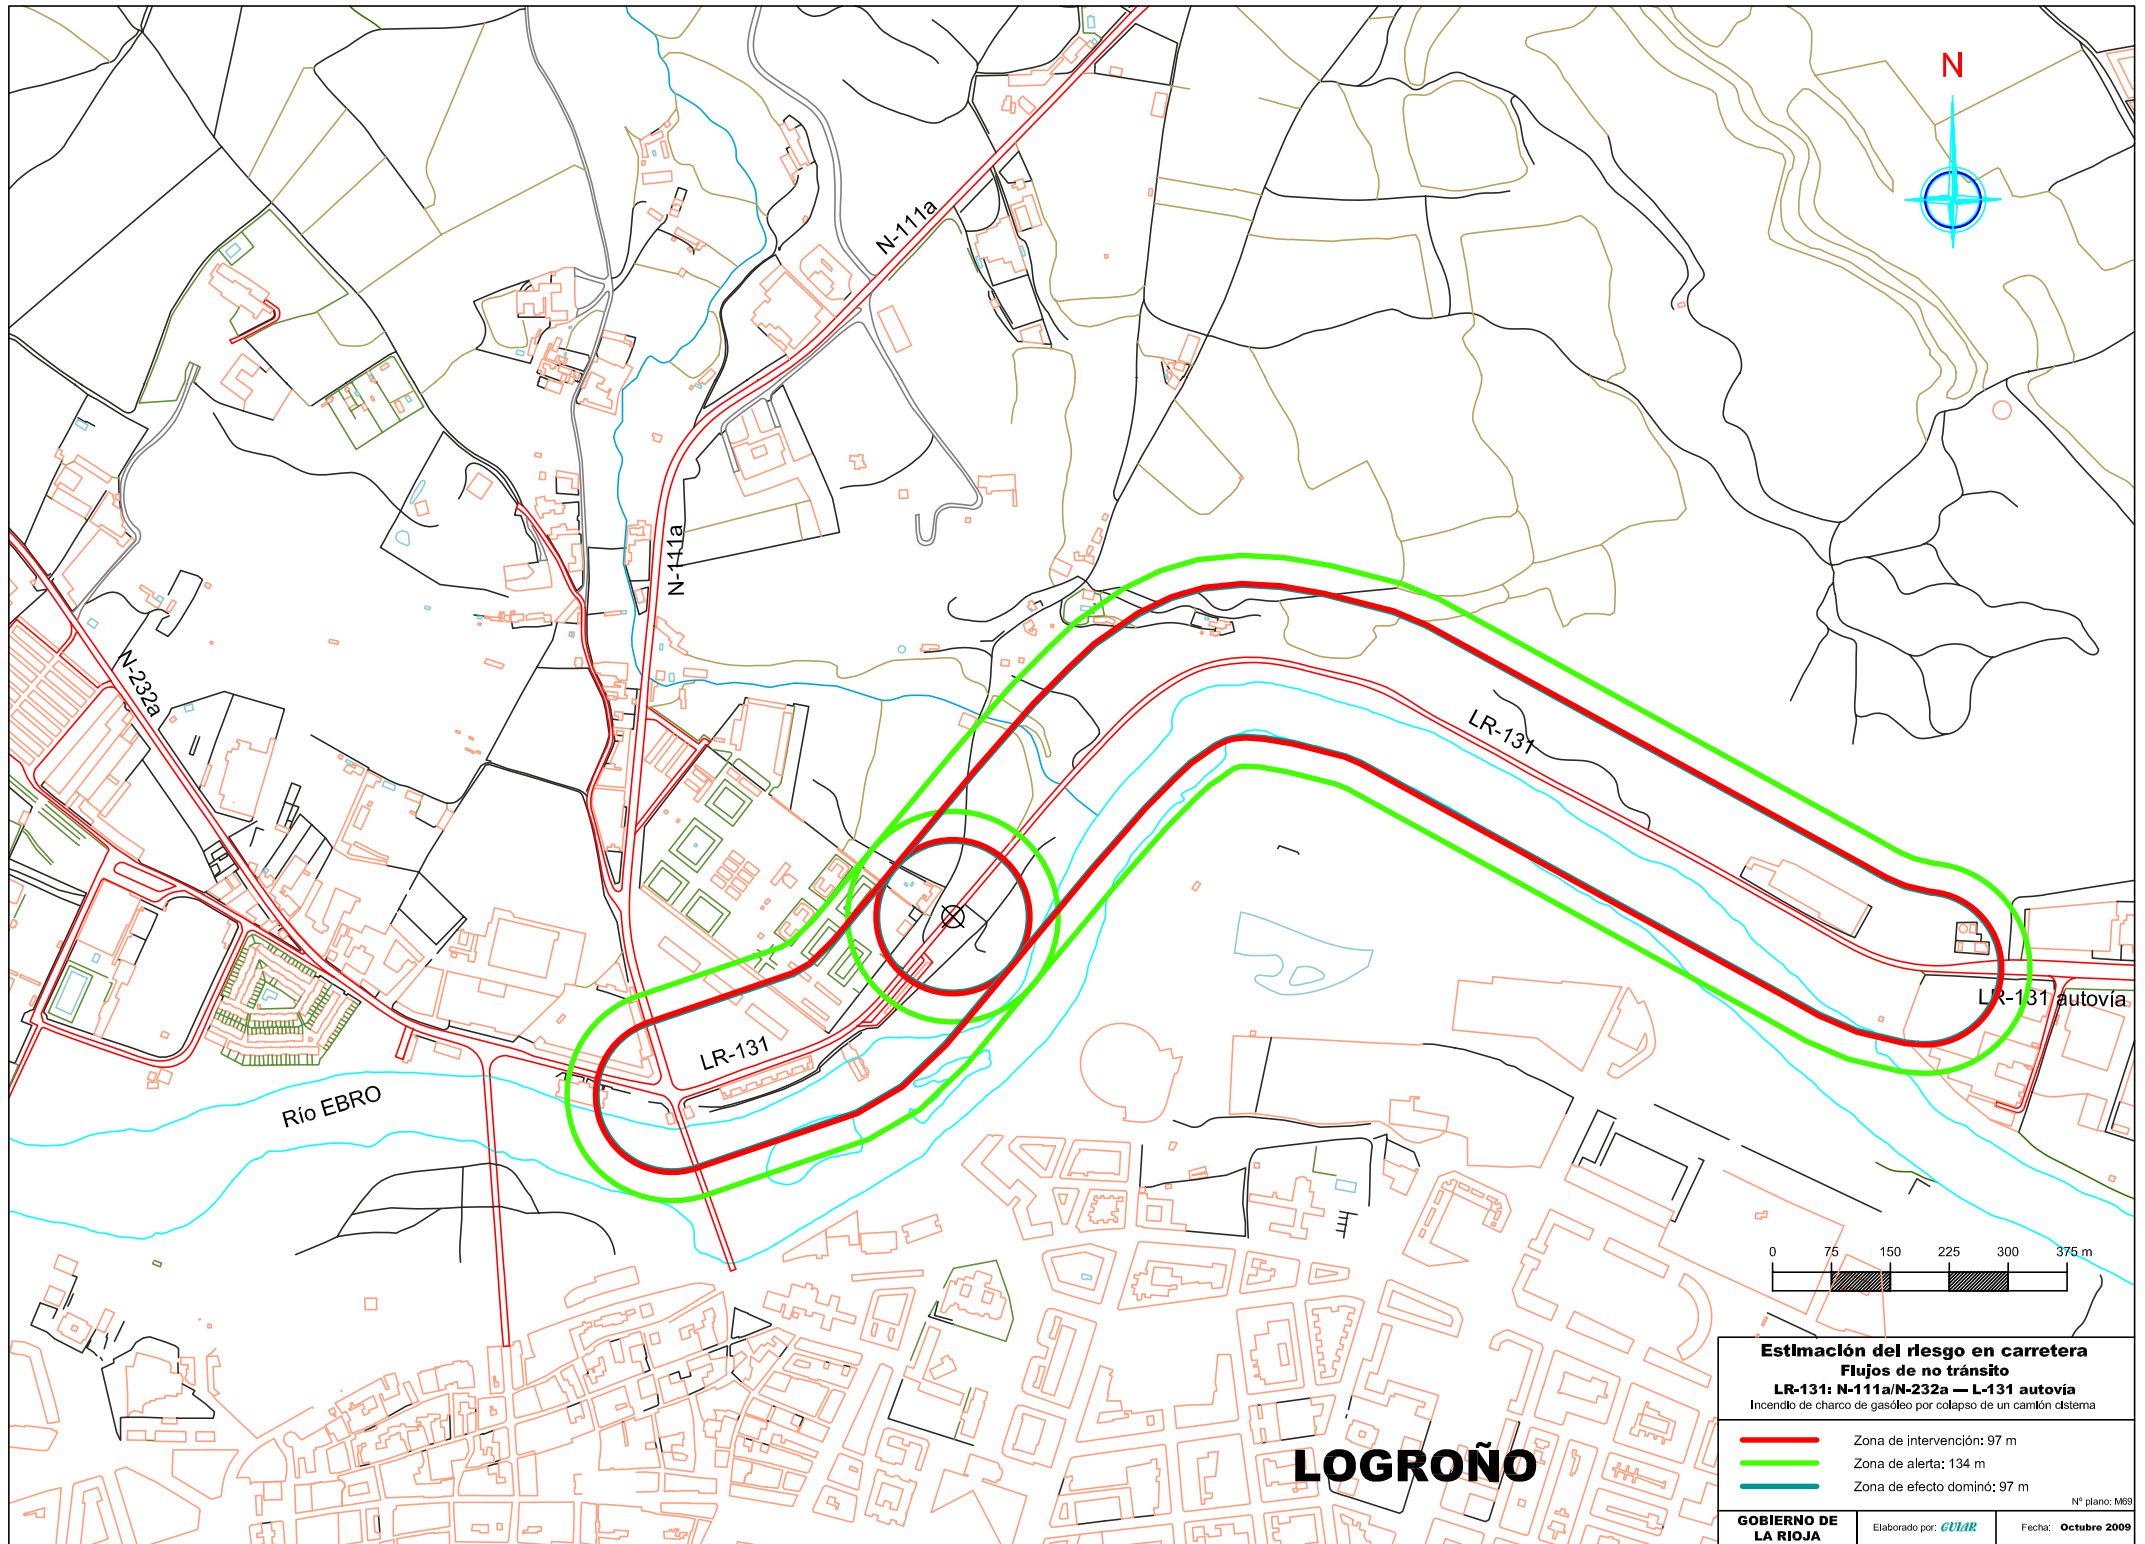 N
N-111a
N-111a
N-232a
LR-131
LR-131
LR-131 autovía
Río EBRO
0 75 150 225 300 375 m
LOGROÑO
Estimación del riesgo en carretera
Flujos de no tránsito
LR-131: N-111a/N-232a — L-131 autovía
Incendio de charco de gasóleo por colapso de un camión cisterna
Zona de intervención: 97 m
Zona de alerta: 134 m
Zona de efecto dominó: 97 m
Nº plano: M69
GOBIERNO DE
LA RIOJA
Elaborado por: GUIAR
Fecha: Octubre 2009